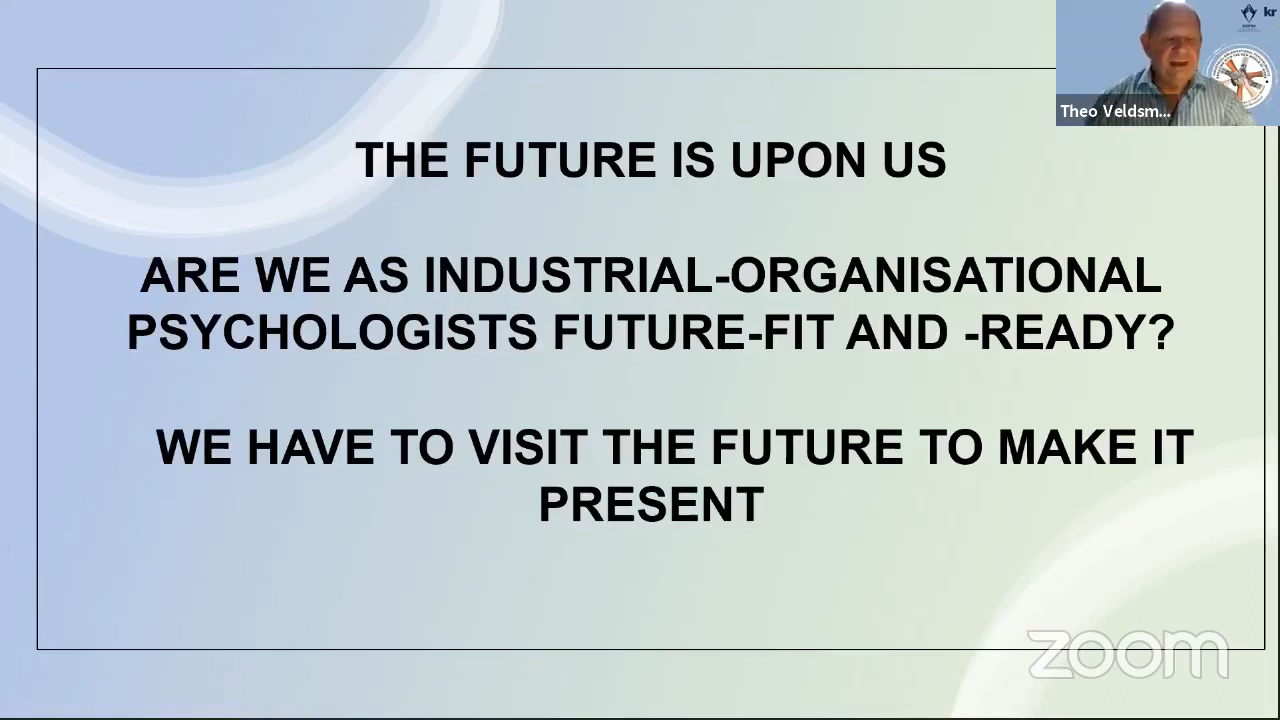 kr
Theo Veldsm...
THE FUTURE IS UPON US
ARE WE AS INDUSTRIAL-ORGANISATIONAL
PSYCHOLOGISTS FUTURE-FIT AND -READY?
WE HAVE TO VISIT THE FUTURE TO MAKE IT
PRESENT
zoom